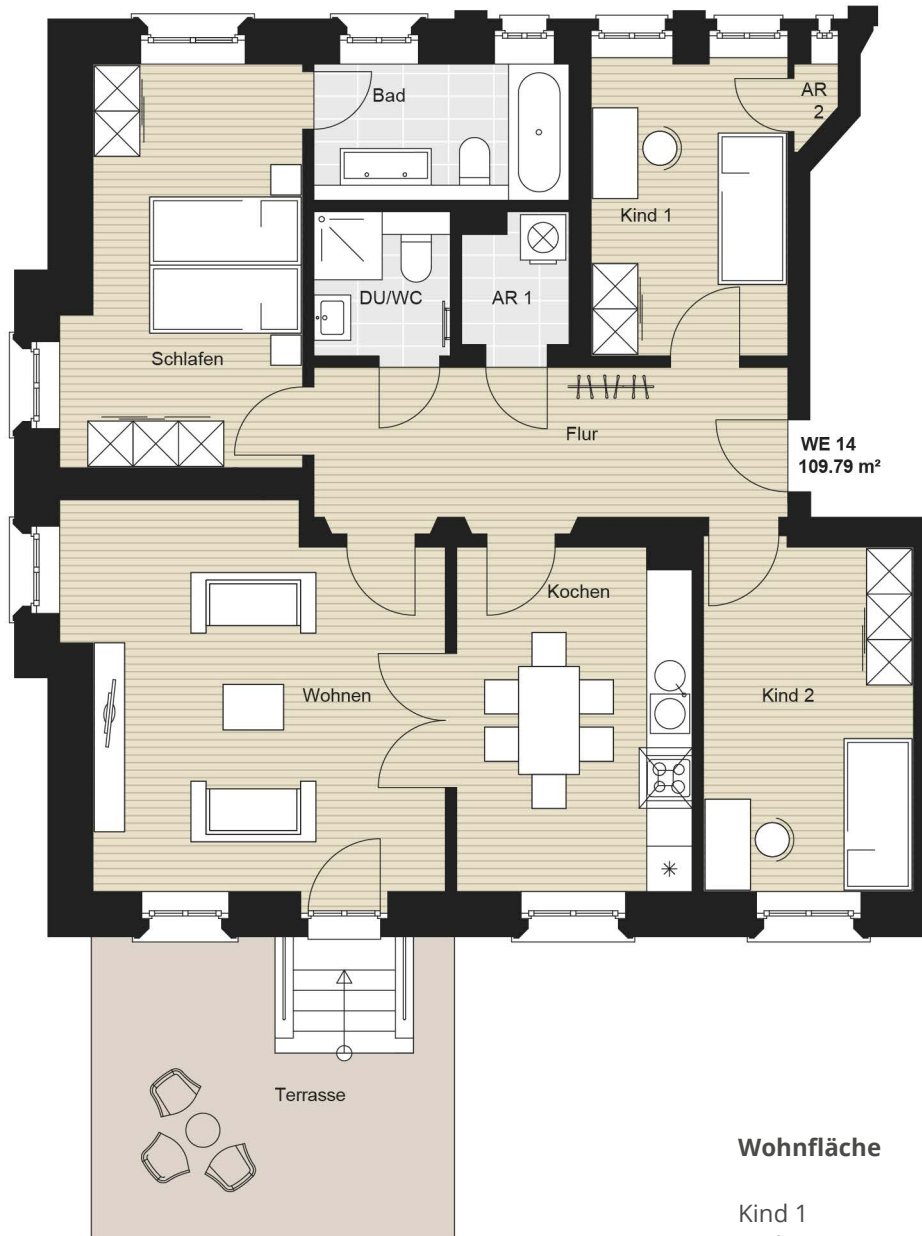 Bad
AR
2
Kind 1
DU/WC
AR 1
Schlafen
Flur
WE 14
109.79 m²
Kochen
Wohnen
Kind 2
Terrasse
Wohnfläche
Kind 1